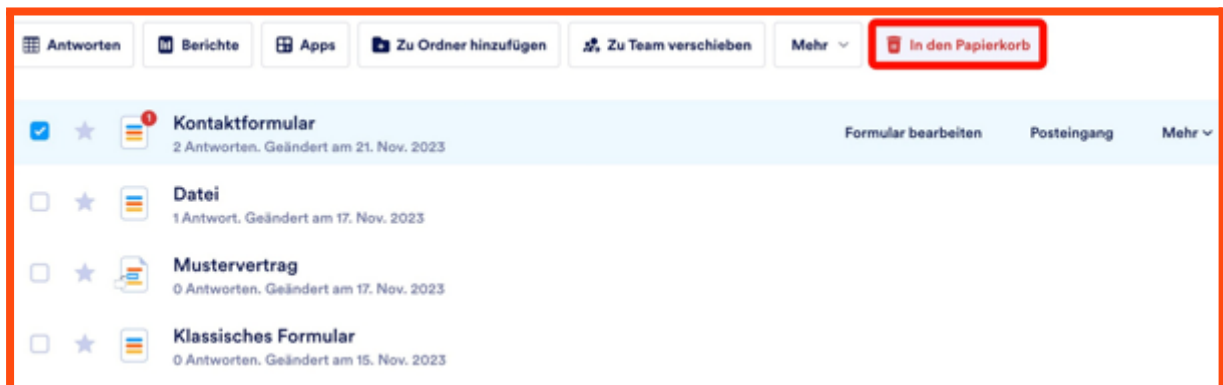 Antworten Berichte Apps Zu Ordner hinzufügen Zu Team verschieben Mehr In den Papierkorb
1
Kontaktformular
Formular bearbeiten Posteingang Mehr
2 Antworten. Geändert am 21. Nov. 2023
Datei
1 Antwort. Geändert am 17. Nov. 2023
Mustervertrag
0 Antworten. Geändert am 17. Nov. 2023
Klassisches Formular
0 Antworten. Geändert am 15. Nov. 2023